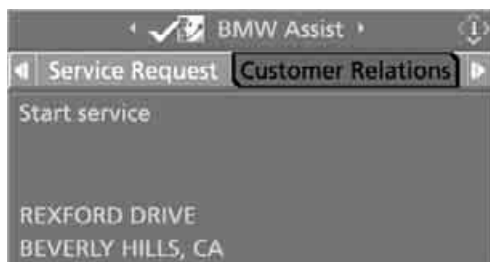 BMW Assist
Service Request Customer Relations
Start service
REXFORD DRIVE
BEVERLY HILLS, CA